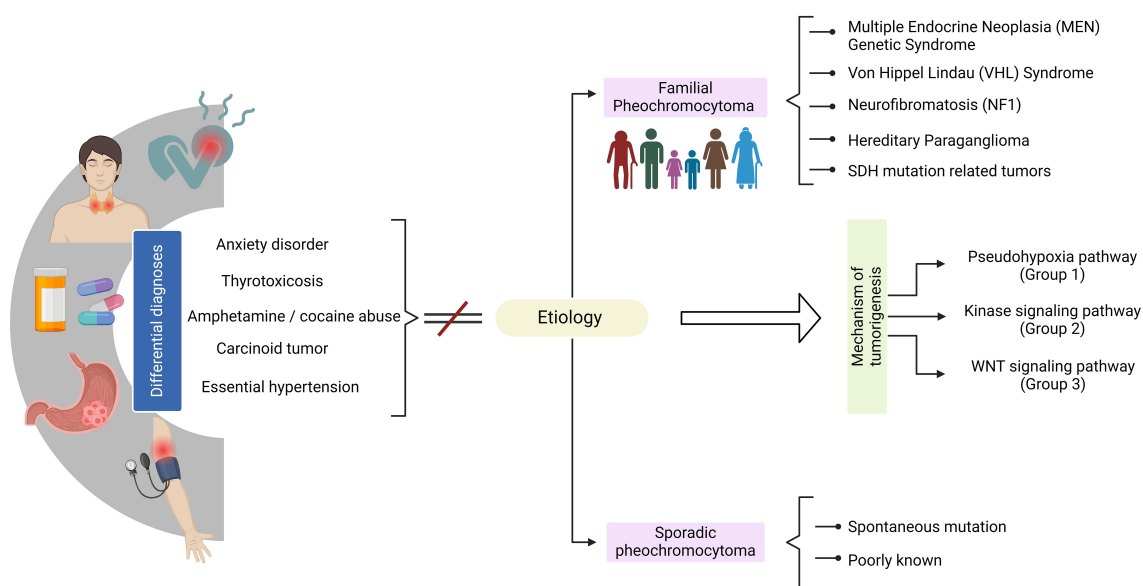 Differential diagnoses
Anxiety disorder
Thyrotoxicosis
Amphetamine / cocaine abuse
Carcinoid tumor
Essential hypertension
Etiology
Familial
Pheochromocytoma
Multiple Endocrine Neoplasia (MEN)
Genetic Syndrome
Von Hippel Lindau (VHL) Syndrome
Neurofibromatosis (NF1)
Hereditary Paraganglioma
SDH mutation related tumors
Mechanism of
tumorigenesis
Pseudohypoxia pathway
(Group 1)
Kinase signaling pathway
(Group 2)
WNT signaling pathway
(Group 3)
Sporadic
pheochromocytoma
Spontaneous mutation
Poorly known